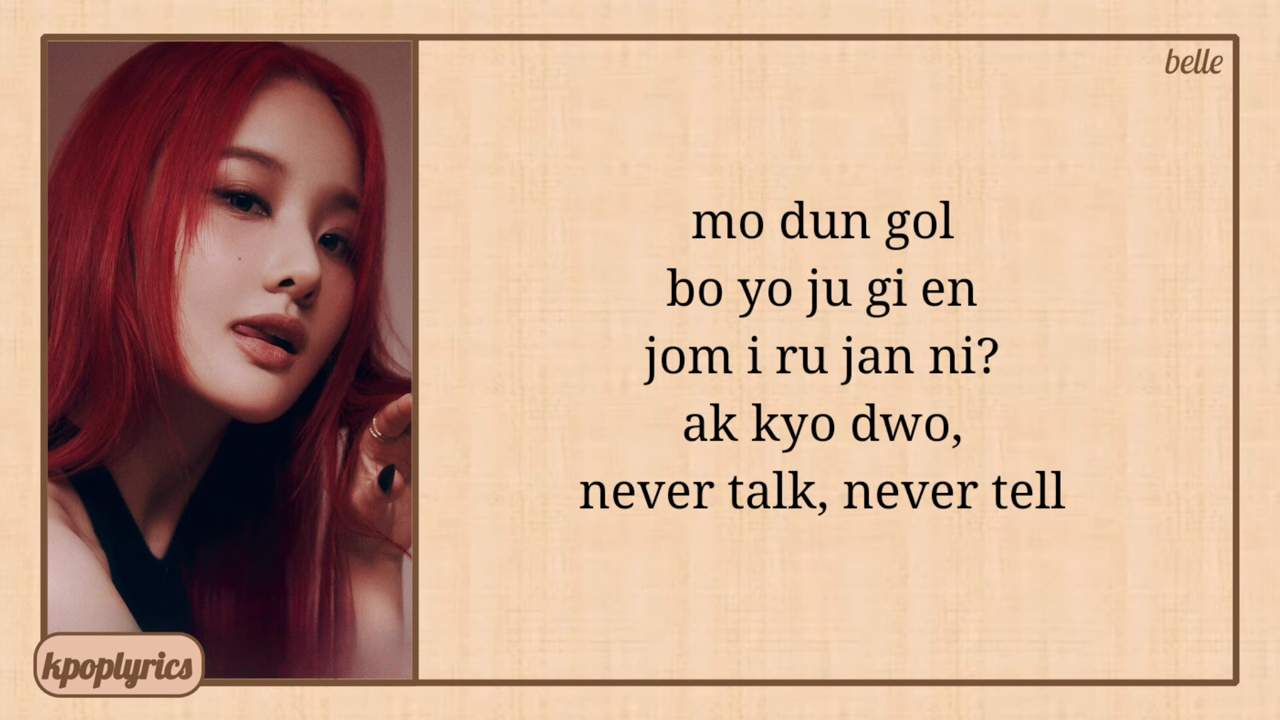 belle
mo dun gol
bo yo ju gi en
jom i ru jan ni?
ak kyo dwo,
never talk, never tell
kpoplyrics